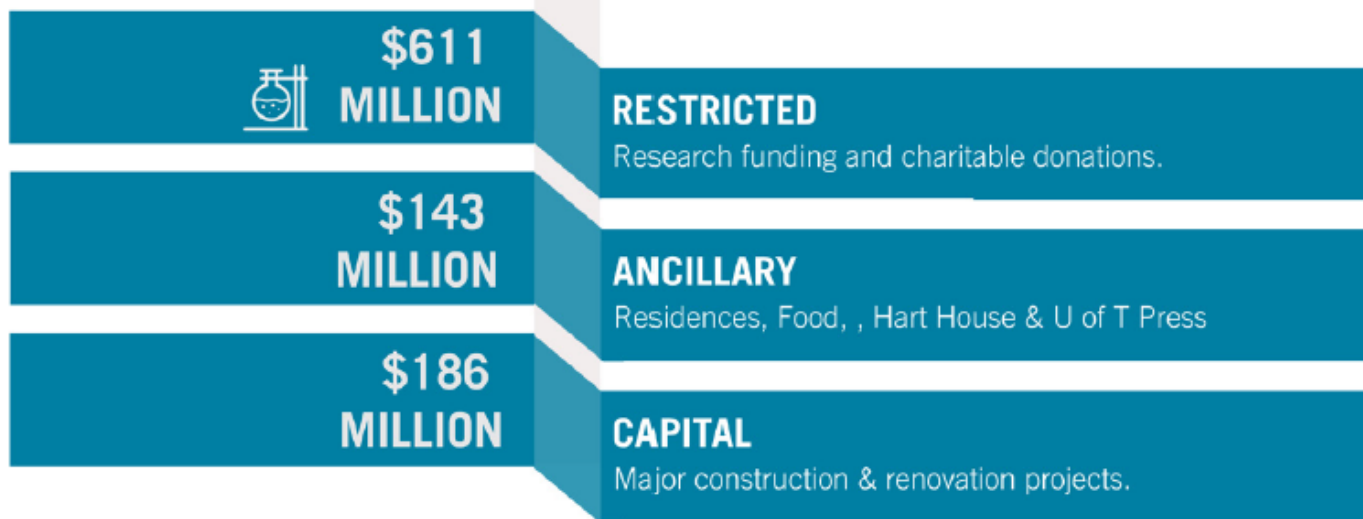 $611
MILLION
RESTRICTED
Research funding and charitable donations.
$143
MILLION
ANCILLARY
Residences, Food, , Hart House & U of T Press
$186
MILLION
CAPITAL
Major construction & renovation projects.